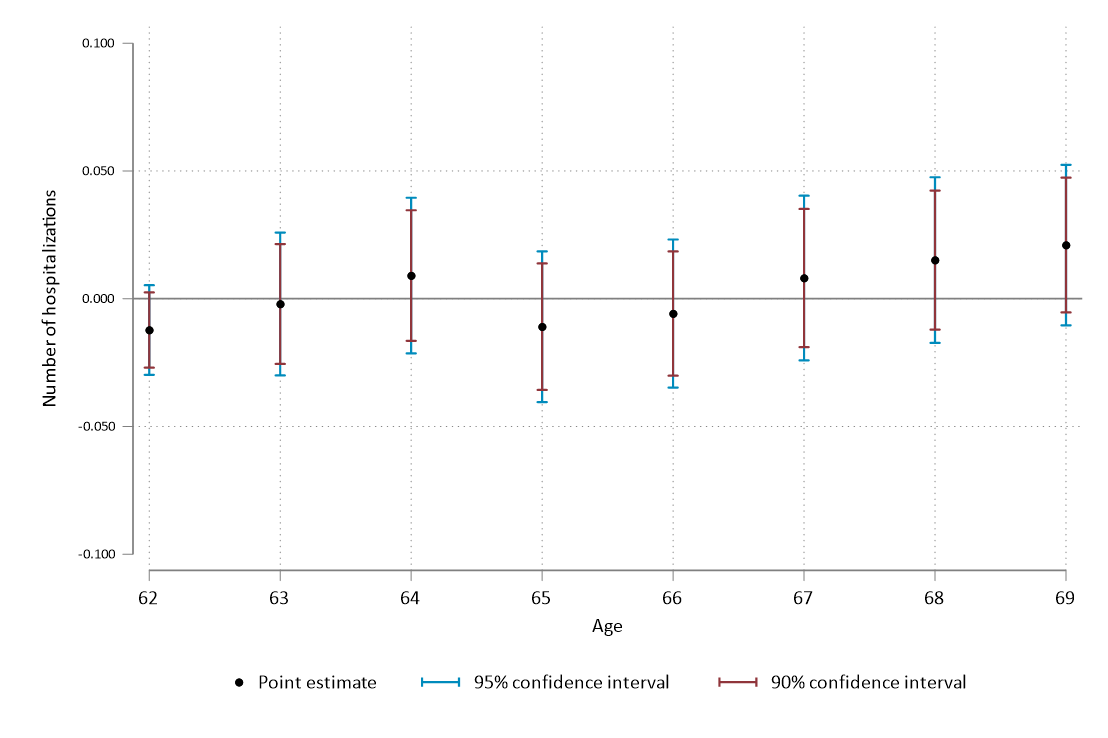 0.100
0.050
0.000
-0.050
-0.100
Number of hospitalizations
62 63 64 65 66 67 68 69
Age
Point estimate 95% confidence interval 90% confidence interval